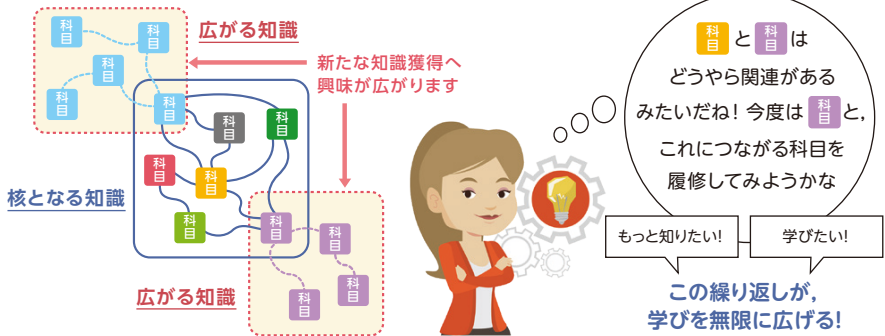 科目
科目
科目
科目
科目
広がる知識
新たな知識獲得へ
興味が広がります
科目
科目
科目
科目
科目
核となる知識
科目
科目
科目
科目
広がる知識
科目と科目は
どうやら関連がある
みたいだね！今度は科目と，
これにつながる科目を
履修してみようかな
もっと知りたい！
学びたい！
この繰り返しが，
学びを無限に広げる！